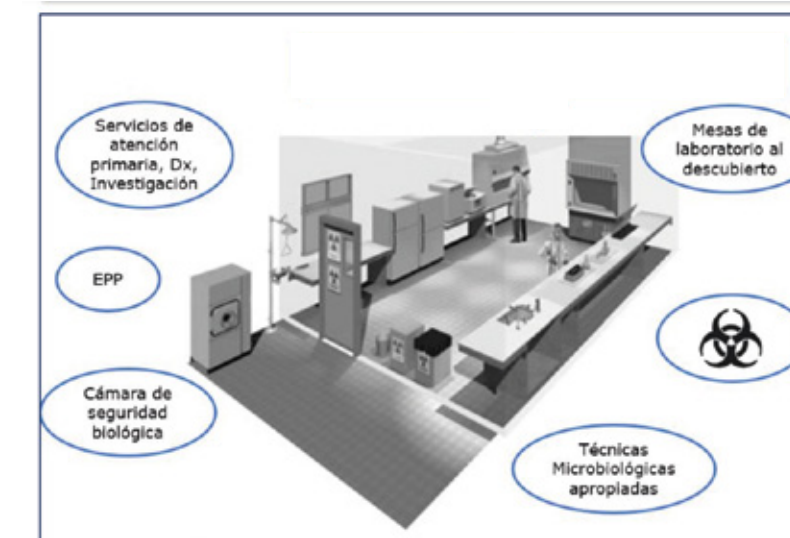 Servicios de
atención
primaria, Dx,
Investigación
Mesas de
laboratorio al
descubierto
EPP
Cámara de
seguridad
biológica
Técnicas
Microbiológicas
apropiadas